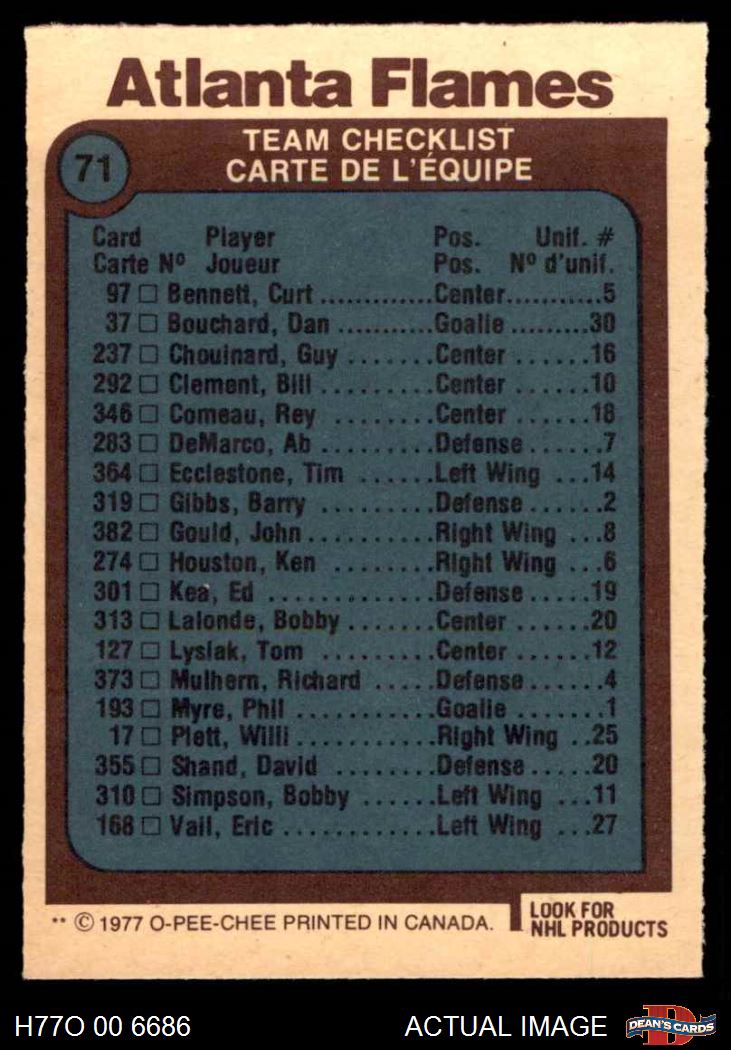 Atlanta Flames
71
TEAM CHECKLIST
CARTE DE L'ÉQUIPE
Card Player Pos. Unif. #
Carte Nº Joueur Pos. Nº d'unif.
97 □ Bennett, Curt ............Center...........5
37 □ Bouchard, Dan ..........Goalie .........30
237 □ Chouinard, Guy .......Center ......16
292 □ Clement, Bill ..........Center ......10
346 □ Comeau, Rey .........Center ......18
283 □ DeMarco, Ab ..........Defense ......7
364 □ Ecclestone, Tim ......Left Wing ...14
319 □ Gibbs, Barry ..........Defense ......2
382 □ Gould, John...........Right Wing ...8
274 □ Houston, Ken ........Right Wing ...6
301 □ Kea, Ed ...............Defense .....19
313 □ Lalonde, Bobby .......Center ......20
127 □ Lysiak, Tom .........Center ......12
373 □ Mulhern, Richard .....Defense ......4
193 □ Myre, Phil ............Goalie .......1
17 □ Plett, Willi ............Right Wing ..25
355 □ Shand, David ........Defense .....20
310 □ Simpson, Bobby ......Left Wing ...11
168 □ Vail, Eric .............Left Wing ...27
** © 1977 O-PEE-CHEE PRINTED IN CANADA.
LOOK FOR
NHL PRODUCTS
H77O 00 6686 ACTUAL IMAGE
D
DEAN'S CARDS